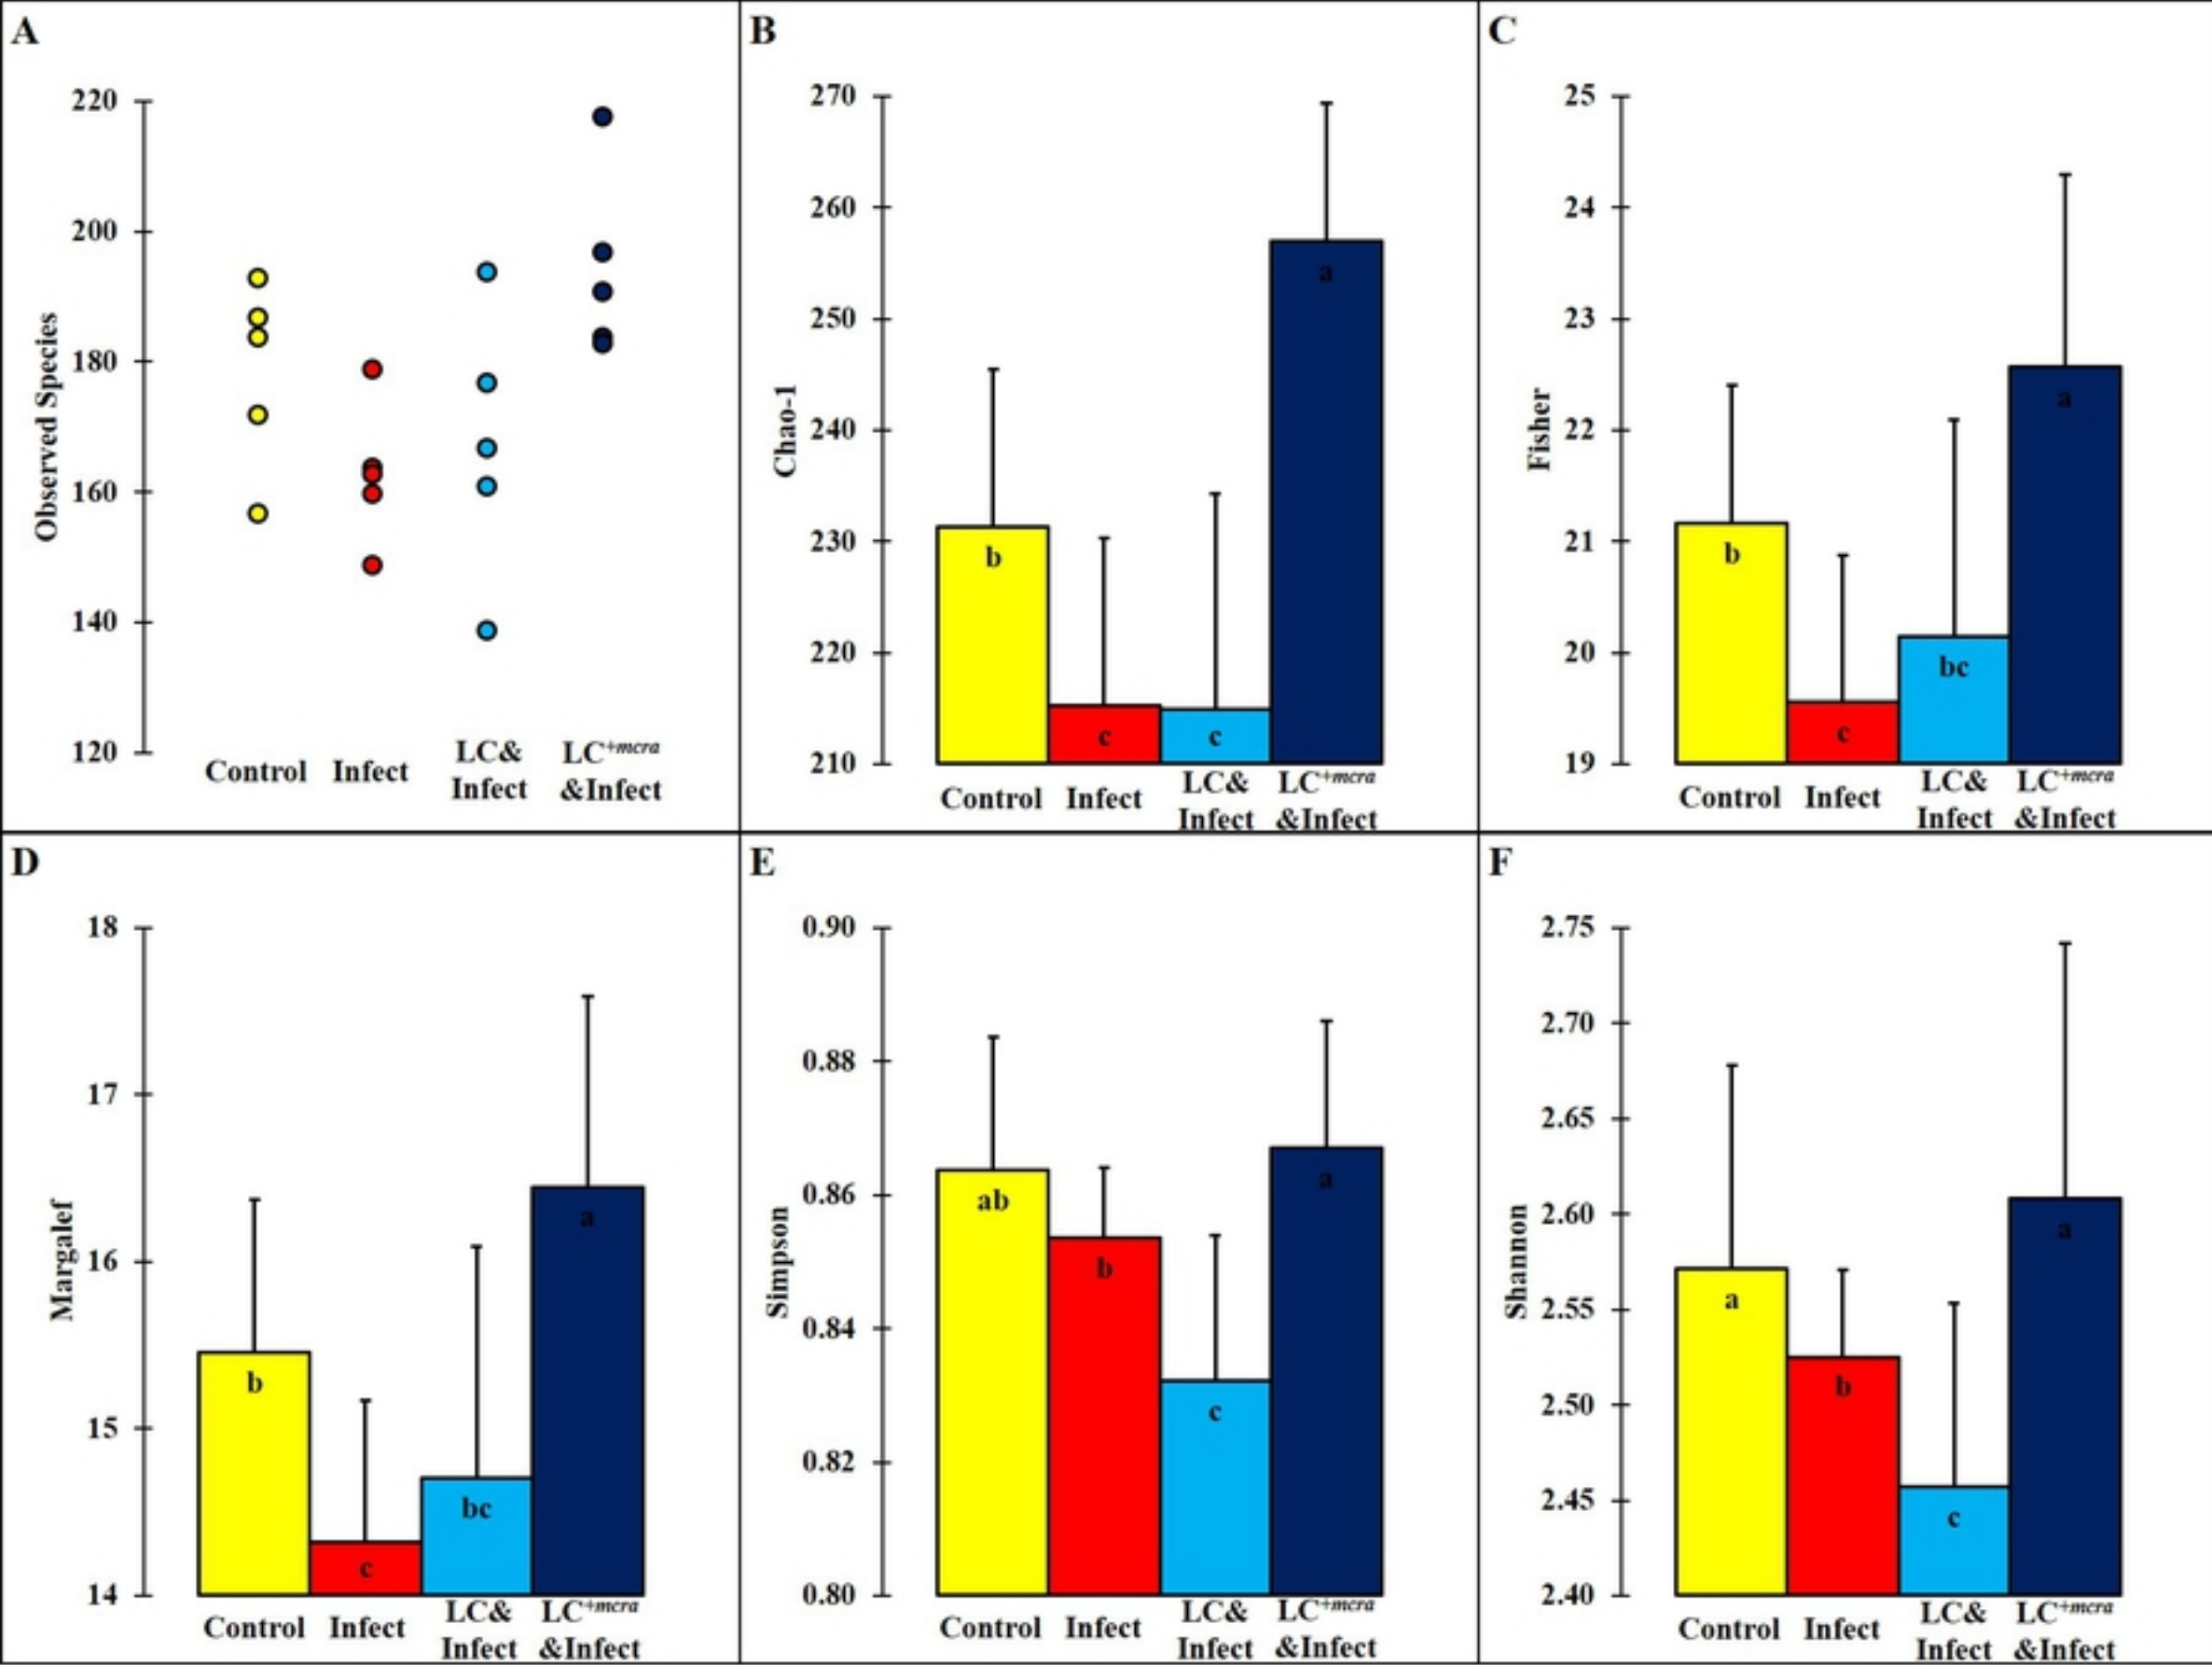 A
220
200
180
160
140
120
Observed Species
Control
Infect
LC&
Infect
LC+mcra
&Infect
B
270
260
250
240
230
220
210
Chao-1
b
c
c
a
Control
Infect
LC&
Infect
LC+mcra
&Infect
C
25
24
23
22
21
20
19
Fisher
b
c
bc
a
Control
Infect
LC&
Infect
LC+mcra
&Infect
D
18
17
16
15
14
Margalef
b
c
bc
a
Control
Infect
LC&
Infect
LC+mcra
&Infect
E
0.90
0.88
0.86
0.84
0.82
0.80
Simpson
ab
b
c
a
Control
Infect
LC&
Infect
LC+mcra
&Infect
F
2.75
2.70
2.65
2.60
2.55
2.50
2.45
2.40
Shannon
a
b
c
a
Control
Infect
LC&
Infect
LC+mcra
&Infect